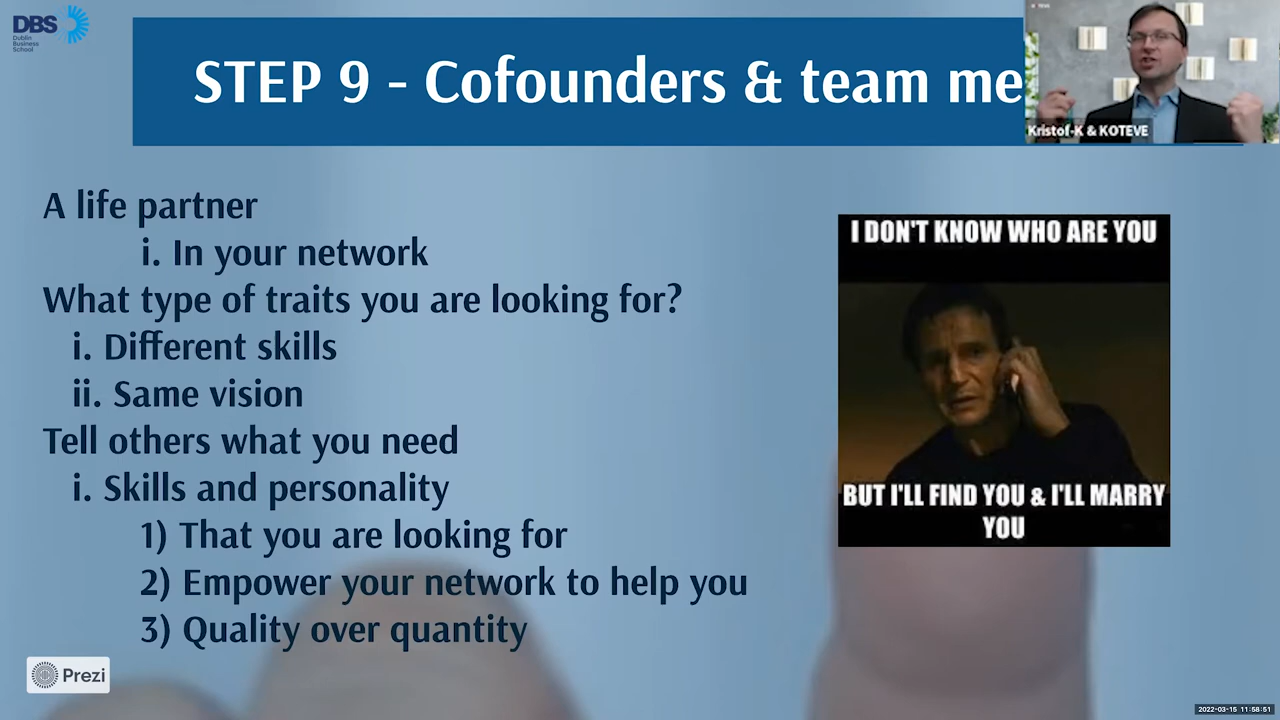 DBS
Dublin
Business
School
STEP 9 - Cofounders & team me
Kristof-K & KOTEVE
A life partner
i. In your network
What type of traits you are looking for?
i. Different skills
ii. Same vision
Tell others what you need
i. Skills and personality
1) That you are looking for
2) Empower your network to help you
3) Quality over quantity
I DON'T KNOW WHO ARE YOU
BUT I'LL FIND YOU & I'LL MARRY
YOU
Prezi
2022-03-15 11:58:51